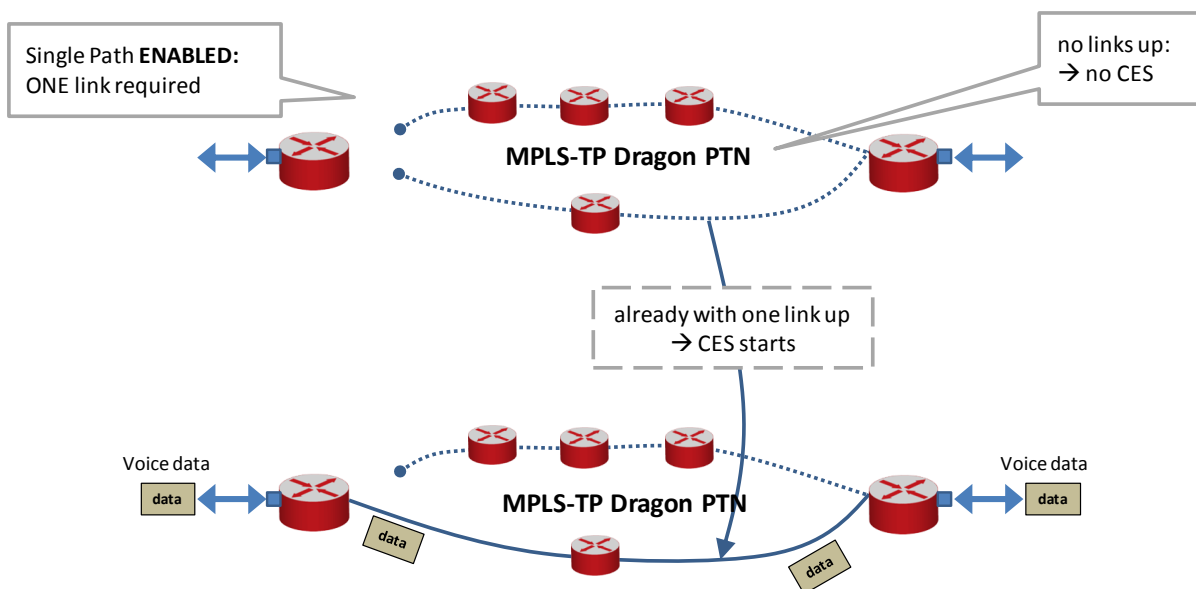 Single Path ENABLED:
ONE link required
no links up:
→ no CES
MPLS-TP Dragon PTN
already with one link up
→ CES starts
Voice data
data
MPLS-TP Dragon PTN
data
data
Voice data
data